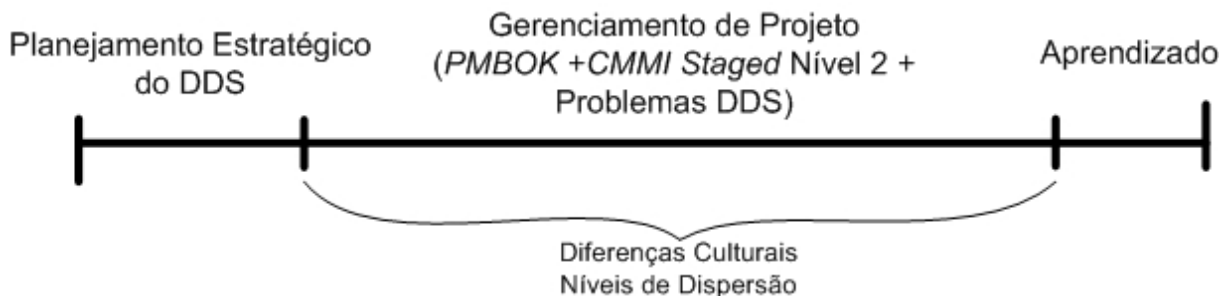 Planejamento Estratégico
do DDS
Gerenciamento de Projeto
(PMBOK +CMMI Staged Nível 2 +
Problemas DDS)
Aprendizado
Diferenças Culturais
Níveis de Dispersão